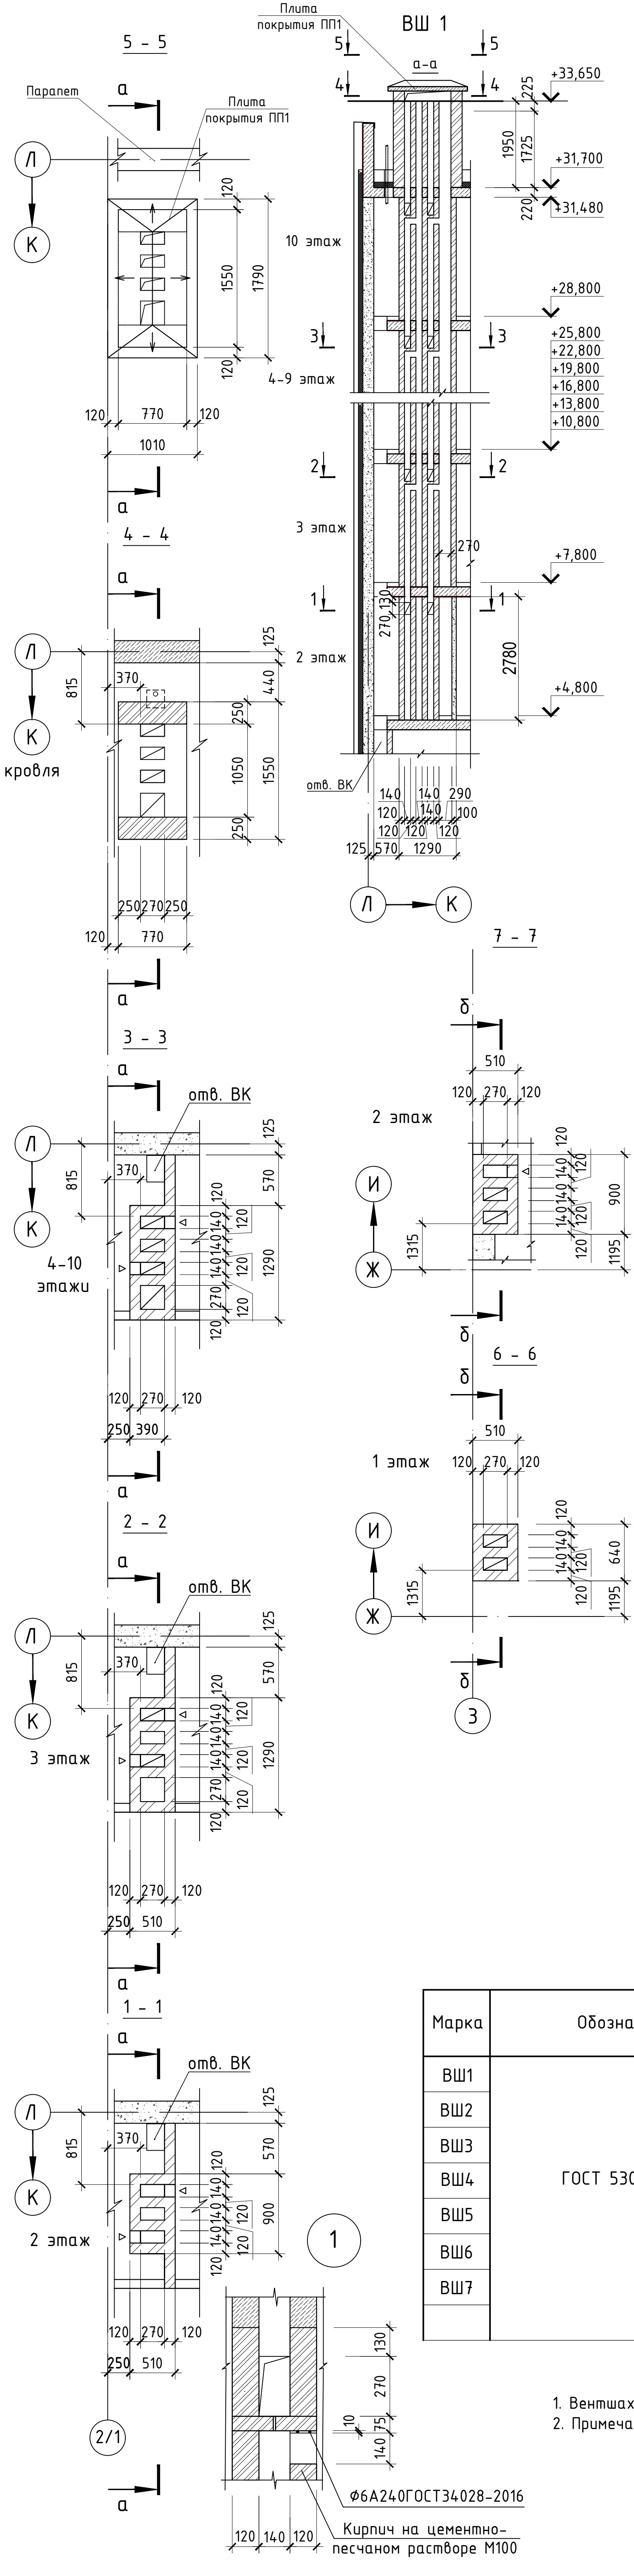 Плита
покрытия ПП1
ВШ 1
5 - 5
5
5
а-а
4
4
+33,650
225
1950
1725
+31,700
+31,480
220
а
Парапет
Плита
покрытия ПП1
Л
К
120
1550
1790
120
120
770
120
1010
а
10 этаж
+28,800
3
3
+25,800
+22,800
+19,800
+16,800
+13,800
+10,800
4-9 этаж
2
2
3 этаж
270
+7,800
1
1
130
270
2 этаж
2780
+4,800
отв. ВК
140
140
290
120
140
100
120
120
120
125
570
1290
Л
К
4 - 4
а
Л
К
кровля
815
370
125
440
250
1050
1550
250
250
270
250
120
770
а
3 - 3
а
отв. ВК
Л
К
4-10
этажи
815
370
125
570
120
140
120
140
1290
140
120
270
120
120
120
270
120
250
390
а
2 - 2
а
отв. ВК
Л
К
3 этаж
815
370
125
570
120
140
120
140
1290
140
120
270
120
120
120
270
120
250
510
а
1 - 1
а
отв. ВК
Л
К
2 этаж
815
370
125
570
120
140
140
120
900
140
120
120
120
270
120
250
510
2/1
а
7 - 7
б
510
120
270
120
2 этаж
И
Ж
1315
120
140
120
140
900
140
120
120
1195
б
6 - 6
б
510
120
270
120
1 этаж
И
Ж
1315
120
140
140
120
640
120
1195
б
3
Марка
Обозна
ВШ1
ВШ2
ВШ3
ВШ4
ГОСТ 530
ВШ5
ВШ6
ВШ7
1
130
270
10
75
140
ϕ6А240ГОСТ34028-2016
Кирпич на цементно-
песчаном растворе М100
120
140
120
1. Вентшах
2. Примеча